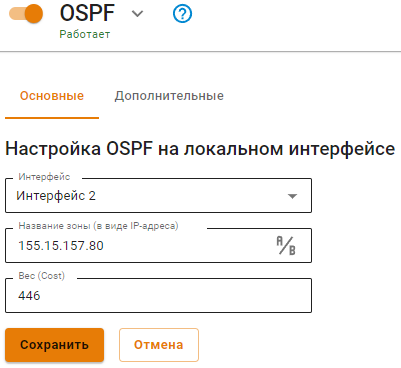 OSPF
Работает
Основные Дополнительные
Настройка OSPF на локальном интерфейсе
Интерфейс
Интерфейс 2
Название зоны (в виде IP-адреса)
155.15.157.80
A/B
Вес (Cost)
446
Сохранить Отмена